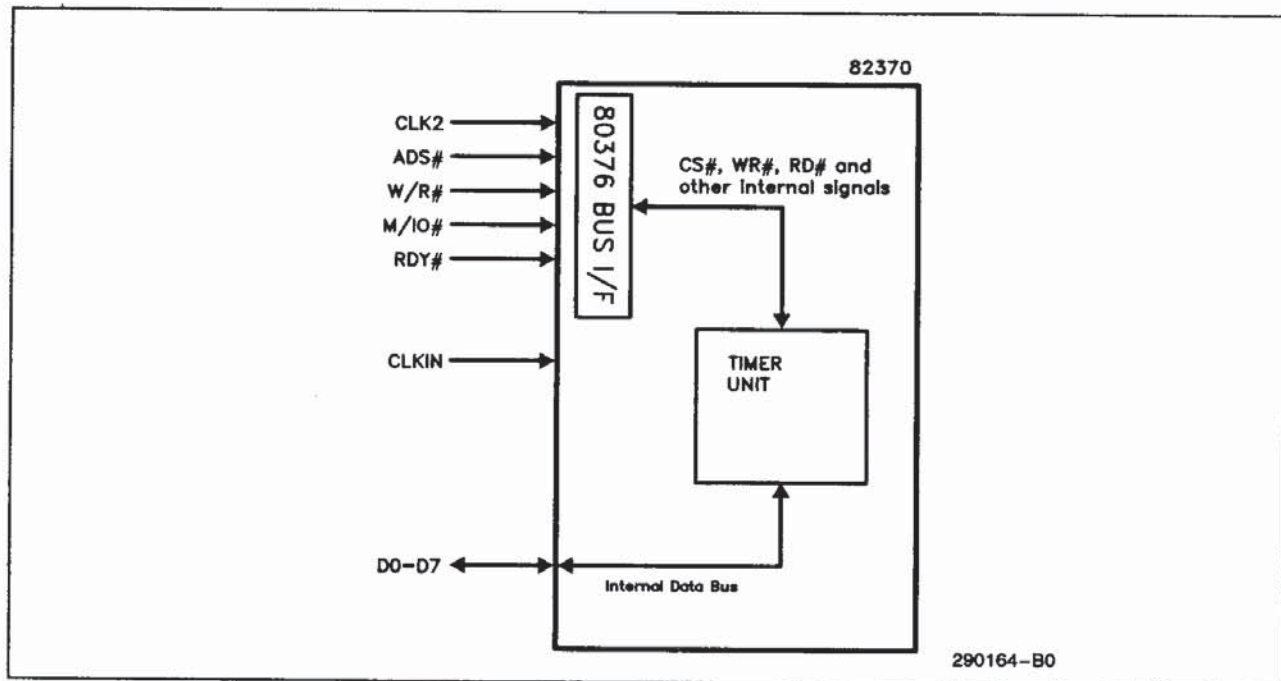 82370
CLK2
ADS#
W/R#
M/IO#
RDY#
80376 BUS I/F
CS#, WR#, RD# and
other internal signals
CLKIN
TIMER
UNIT
D0-D7
Internal Data Bus
290164-B0